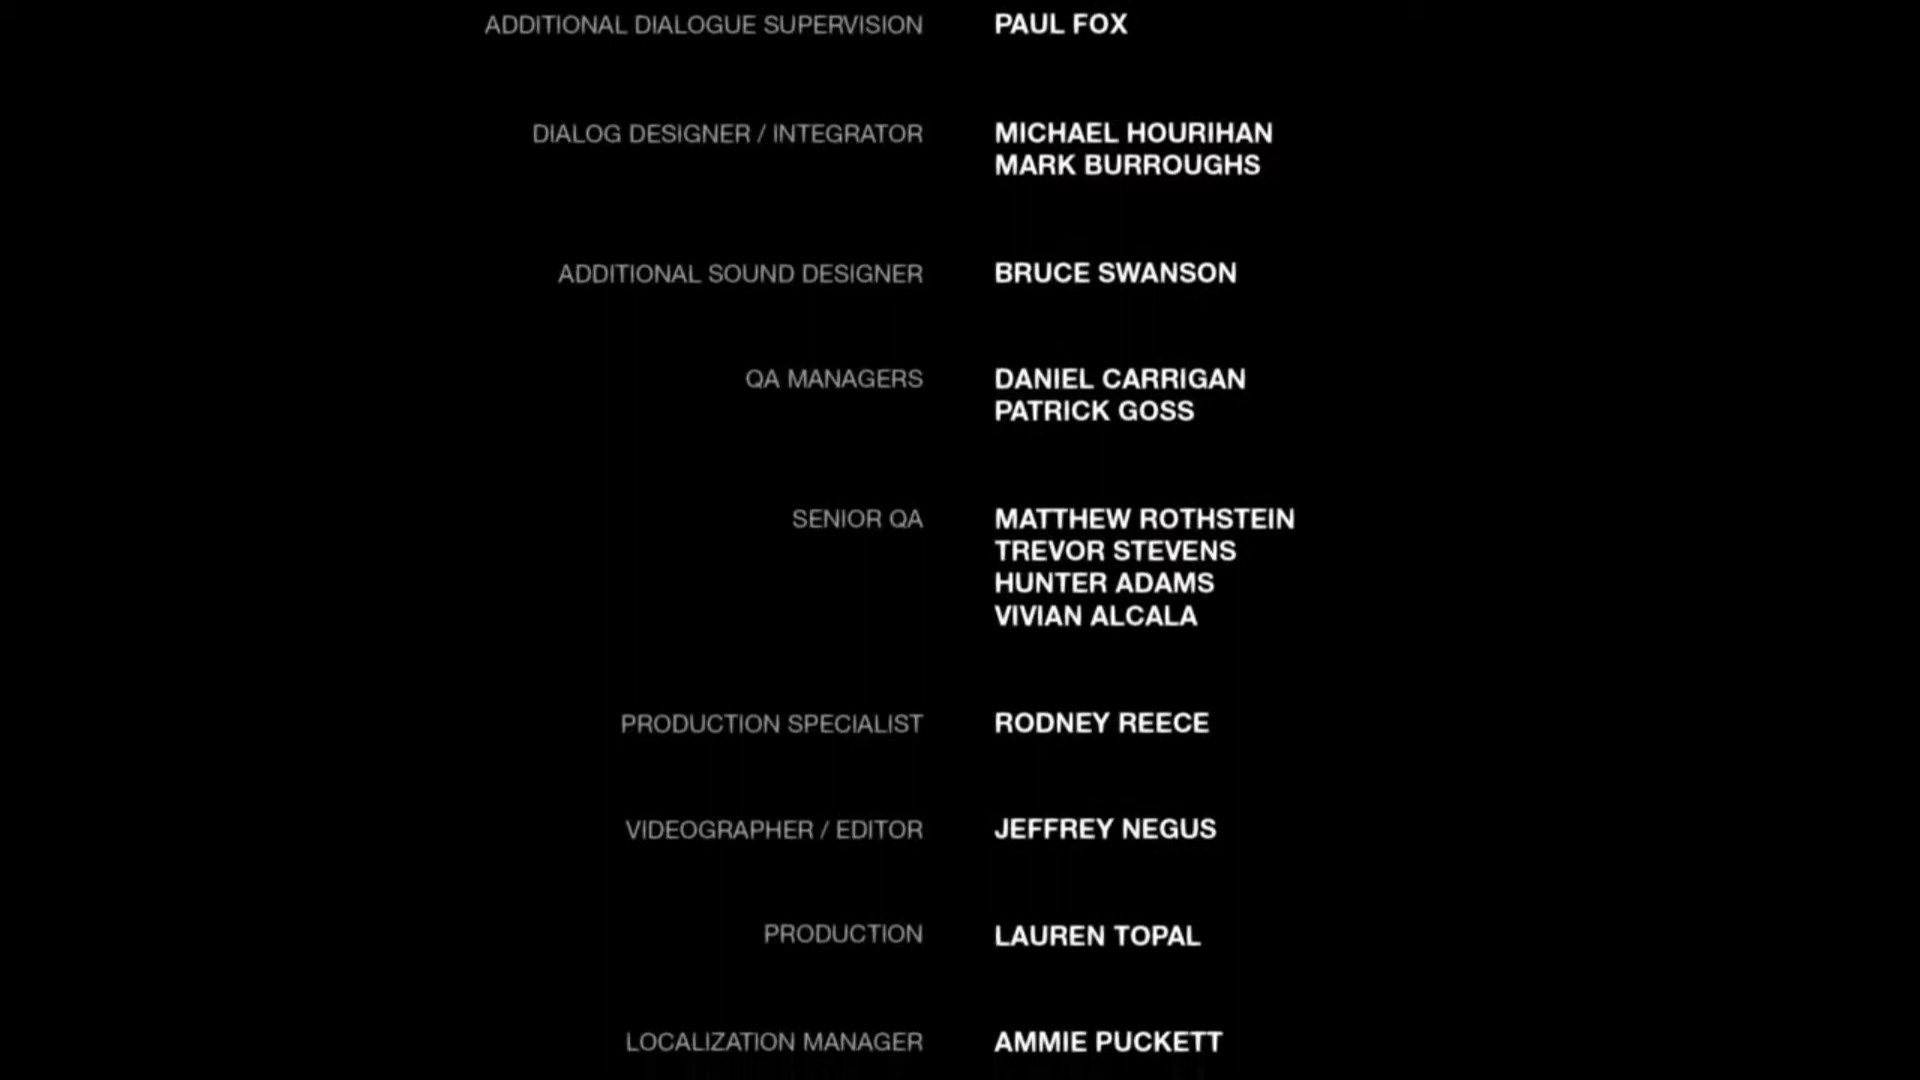 ADDITIONAL DIALOGUE SUPERVISION PAUL FOX
DIALOG DESIGNER / INTEGRATOR MICHAEL HOURIHAN
MARK BURROUGHS
ADDITIONAL SOUND DESIGNER BRUCE SWANSON
QA MANAGERS DANIEL CARRIGAN
PATRICK GOSS
SENIOR QA MATTHEW ROTHSTEIN
TREVOR STEVENS
HUNTER ADAMS
VIVIAN ALCALA
PRODUCTION SPECIALIST RODNEY REECE
VIDEOGRAPHER / EDITOR JEFFREY NEGUS
PRODUCTION LAUREN TOPAL
LOCALIZATION MANAGER AMMIE PUCKETT